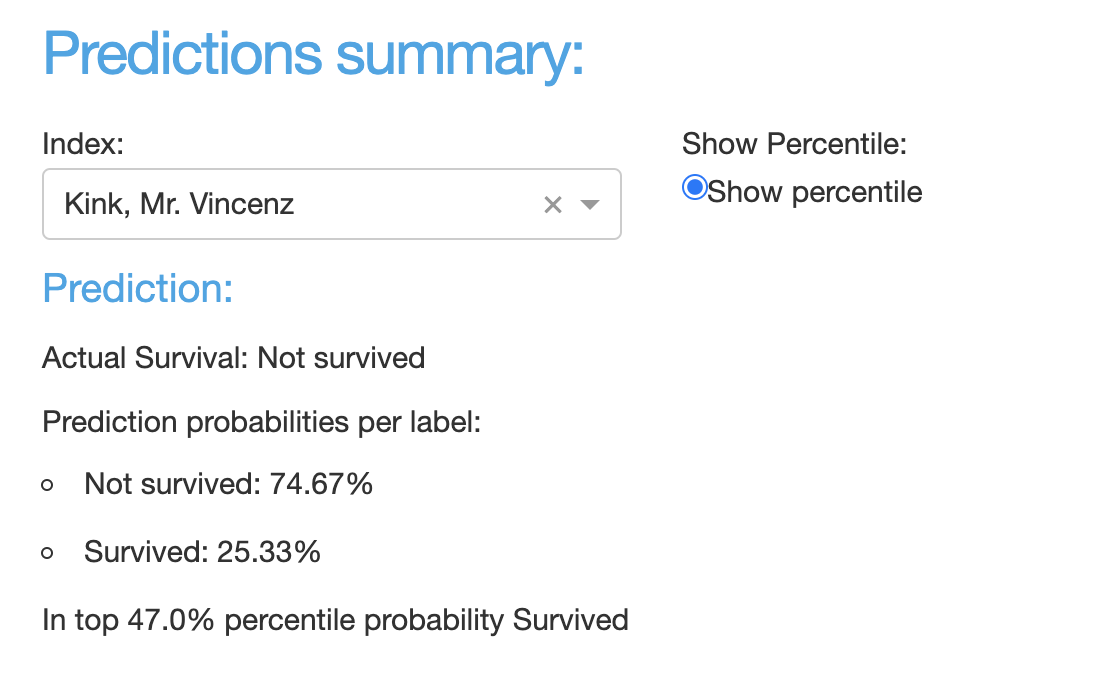 Predictions summary:
Index:
Show Percentile:
Kink, Mr. Vincenz
Show percentile
Prediction:
Actual Survival: Not survived
Prediction probabilities per label:
Not survived: 74.67%
Survived: 25.33%
In top 47.0% percentile probability Survived